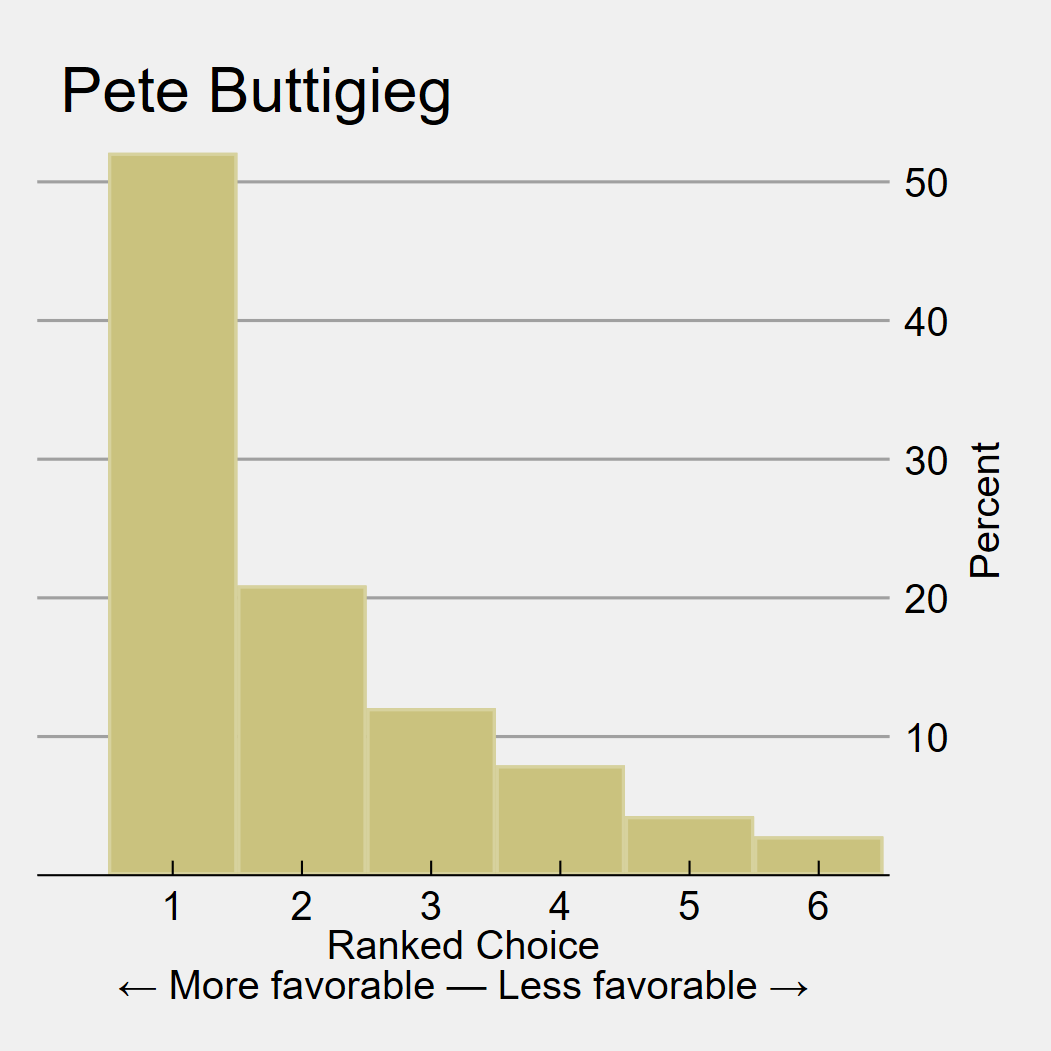 Pete Buttigieg
50
40
30
20
10
Percent
1 2 3 4 5 6
Ranked Choice
← More favorable — Less favorable →